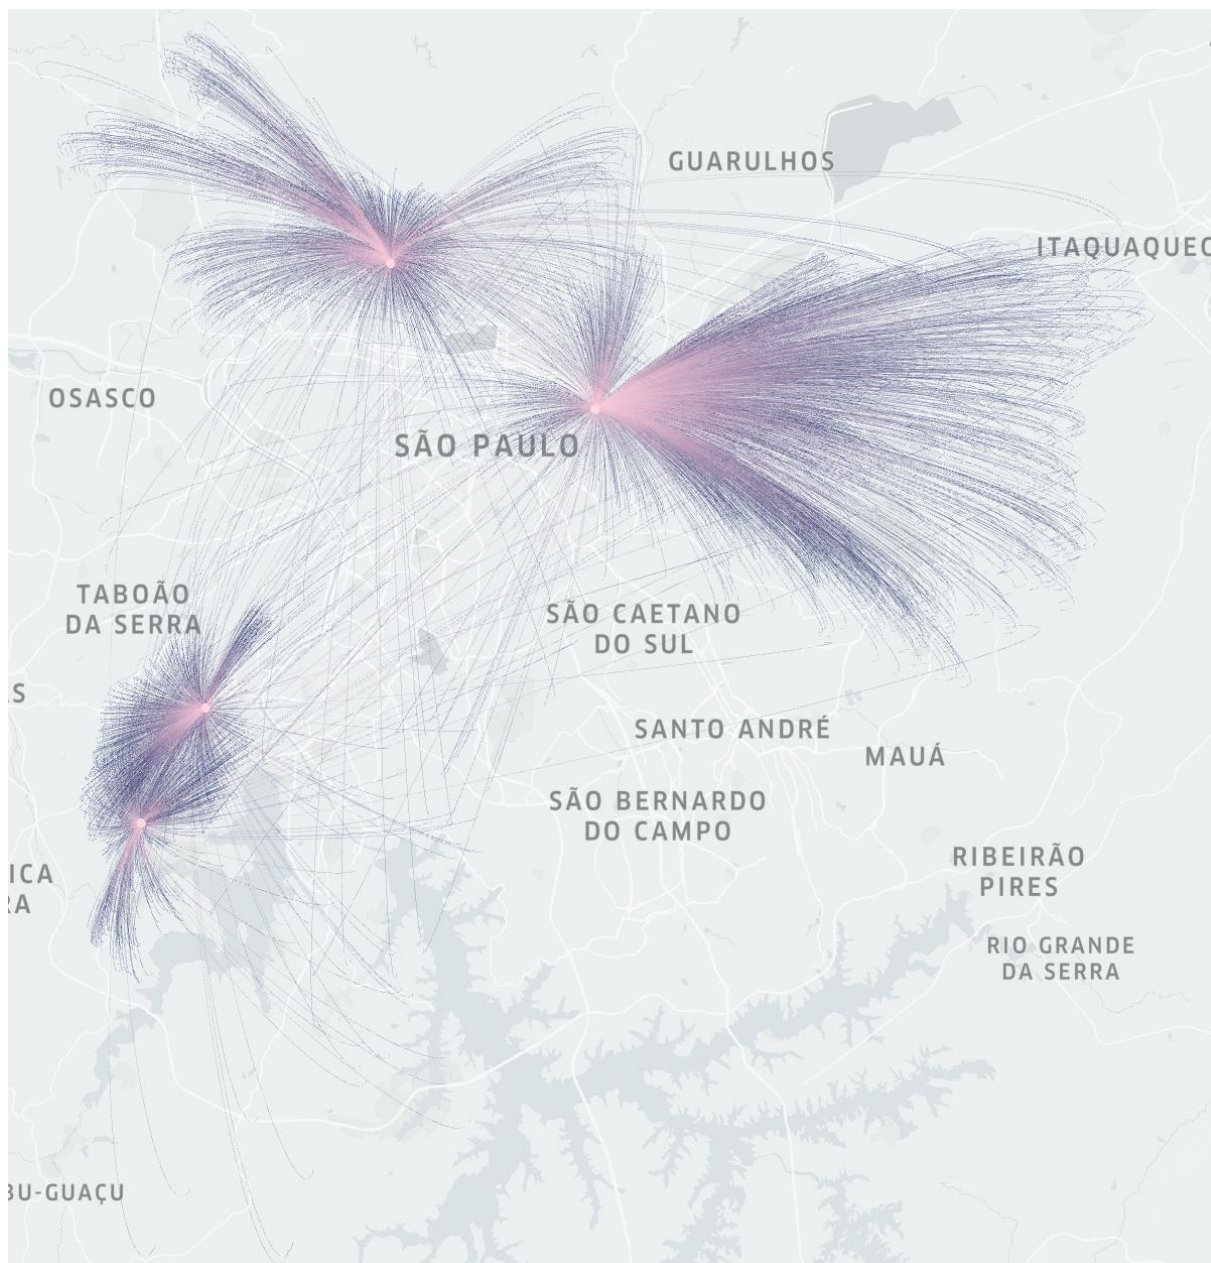 GUARULHOS
ITAQUAQUEC
OSASCO
SÃO PAULO
TABOÃO
DA SERRA
SÃO CAETANO
DO SUL
S
SANTO ANDRÉ
MAUÁ
SÃO BERNARDO
DO CAMPO
RIBEIRÃO
PIRES
ICA
RA
RIO GRANDE
DA SERRA
BU-GUAÇU